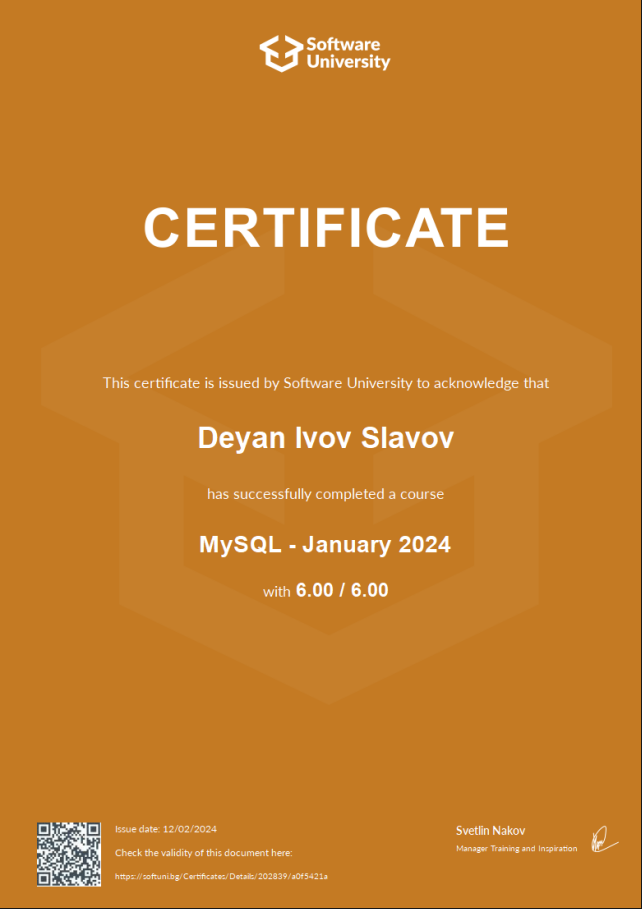 Software
University
CERTIFICATE
This certificate is issued by Software University to acknowledge that
Deyan Ivov Slavov
has successfully completed a course
MySQL - January 2024
with 6.00 / 6.00
Issue date: 12/02/2024
Check the validity of this document here:
https://softuni.bg/Certificates/Details/202839/a0f5421a
Svetlin Nakov
Manager Training and Inspiration